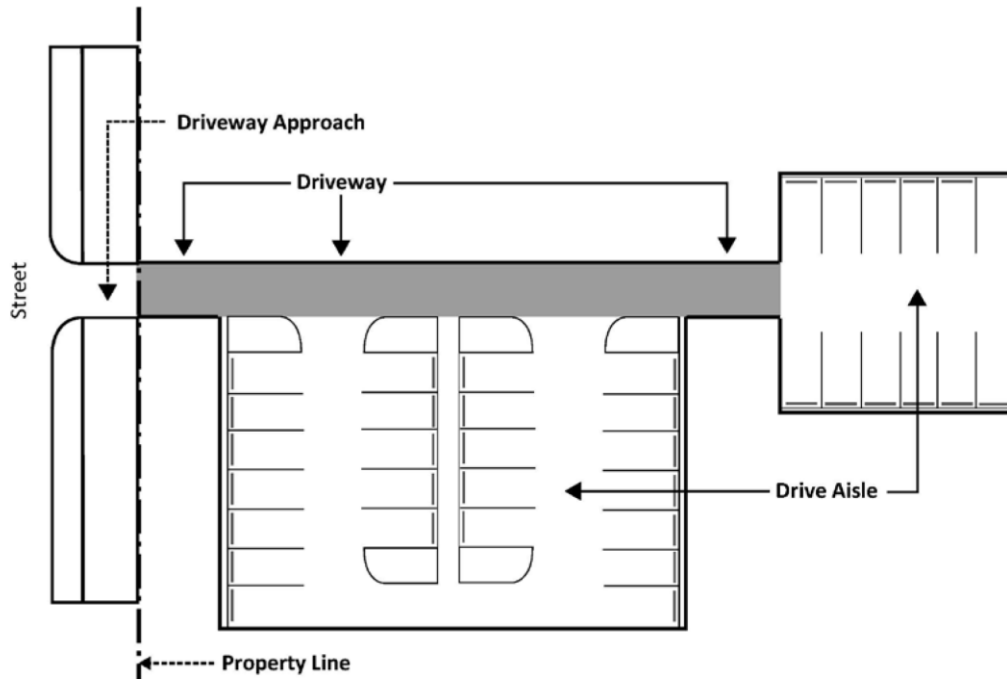 Driveway Approach
Driveway
Street
Drive Aisle
Property Line